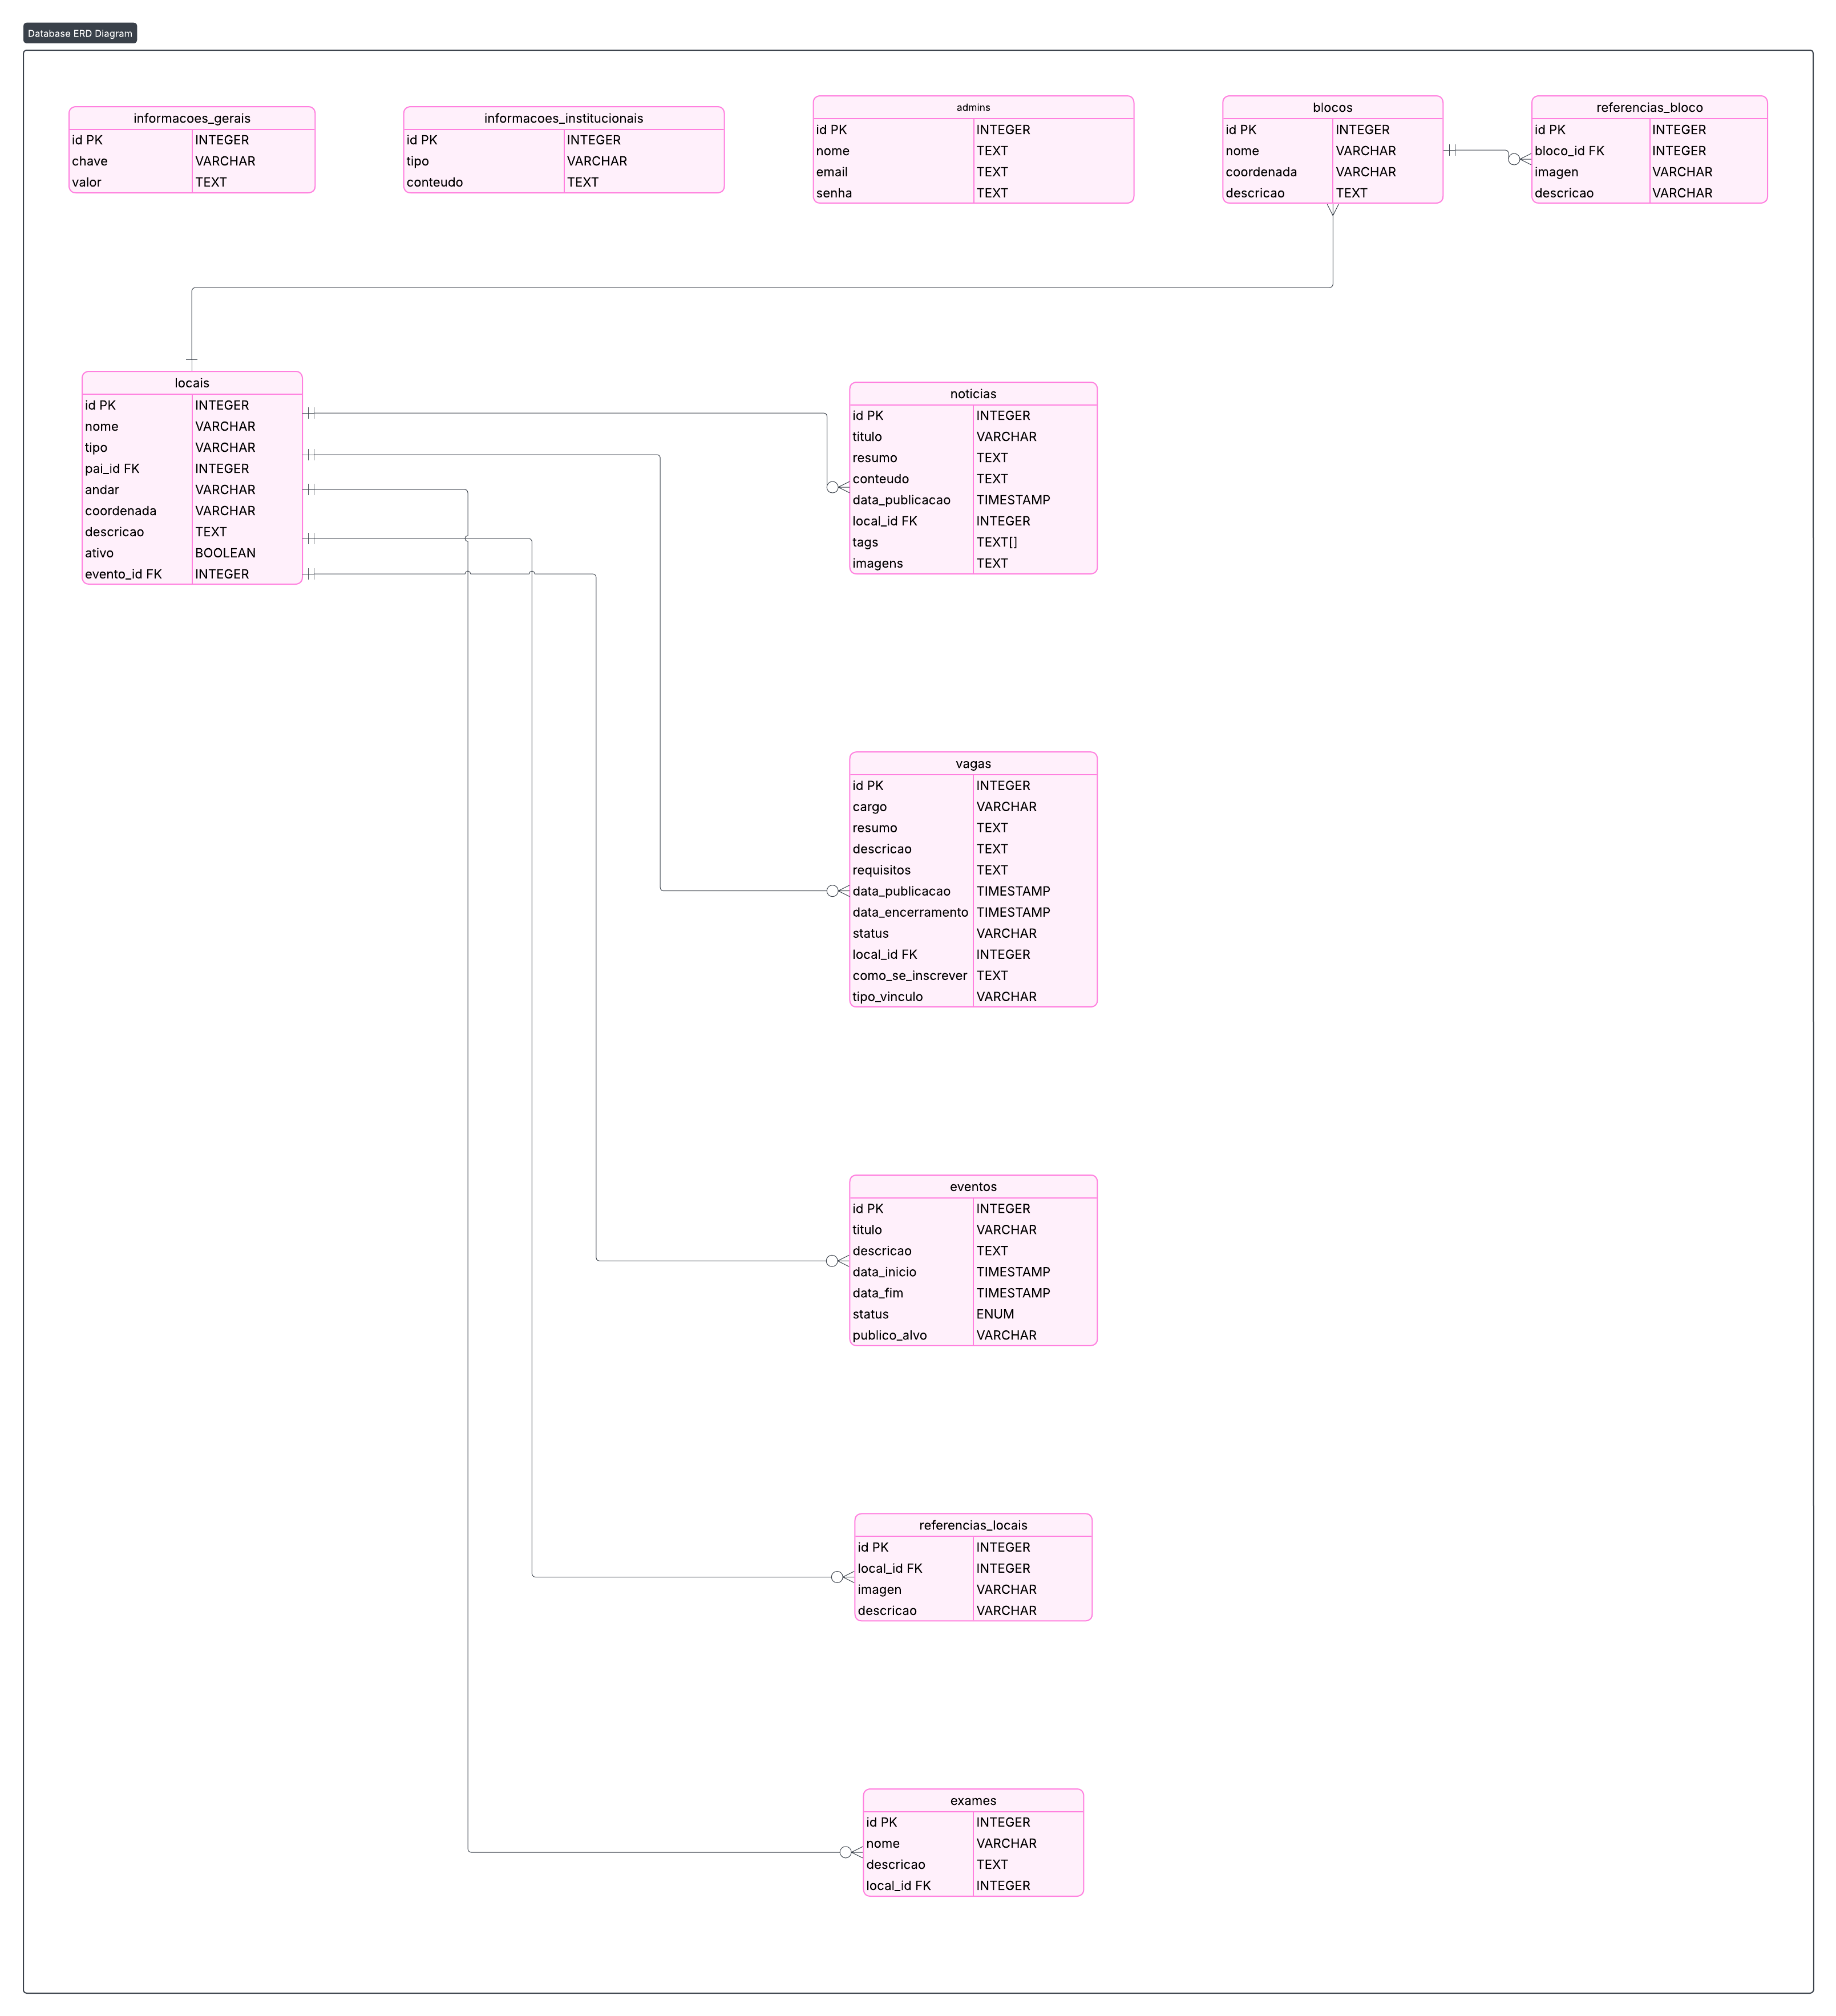 Database ERD Diagram
informacoes_gerais
id PK INTEGER
chave VARCHAR
valor TEXT
informacoes_institucionais
id PK INTEGER
tipo VARCHAR
conteudo TEXT
admins
id PK INTEGER
nome TEXT
email TEXT
senha TEXT
blocos
id PK INTEGER
nome VARCHAR
coordenada VARCHAR
descricao TEXT
referencias_bloco
id PK INTEGER
bloco_id FK INTEGER
imagen VARCHAR
descricao VARCHAR
locais
id PK INTEGER
nome VARCHAR
tipo VARCHAR
pai_id FK INTEGER
andar VARCHAR
coordenada VARCHAR
descricao TEXT
ativo BOOLEAN
evento_id FK INTEGER
noticias
id PK INTEGER
titulo VARCHAR
resumo TEXT
conteudo TEXT
data_publicacao TIMESTAMP
local_id FK INTEGER
tags TEXT[]
imagens TEXT
vagas
id PK INTEGER
cargo VARCHAR
resumo TEXT
descricao TEXT
requisitos TEXT
data_publicacao TIMESTAMP
data_encerramento TIMESTAMP
status VARCHAR
local_id FK INTEGER
como_se_inscrever TEXT
tipo_vinculo VARCHAR
eventos
id PK INTEGER
titulo VARCHAR
descricao TEXT
data_inicio TIMESTAMP
data_fim TIMESTAMP
status ENUM
publico_alvo VARCHAR
referencias_locais
id PK INTEGER
local_id FK INTEGER
imagen VARCHAR
descricao VARCHAR
exames
id PK INTEGER
nome VARCHAR
descricao TEXT
local_id FK INTEGER